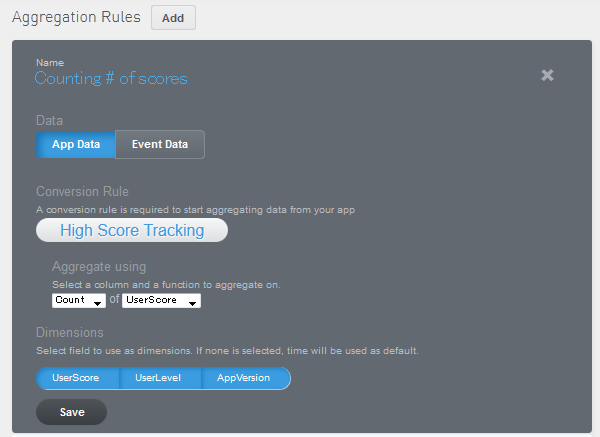 Aggregation Rules Add
Name
Counting # of scores
Data
App Data Event Data
Conversion Rule
A conversion rule is required to start aggregating data from your app
High Score Tracking
Aggregate using
Select a column and a function to aggregate on.
Count of UserScore
Dimensions
Select field to use as dimensions. If none is selected, time will be used as default.
UserScore UserLevel AppVersion
Save